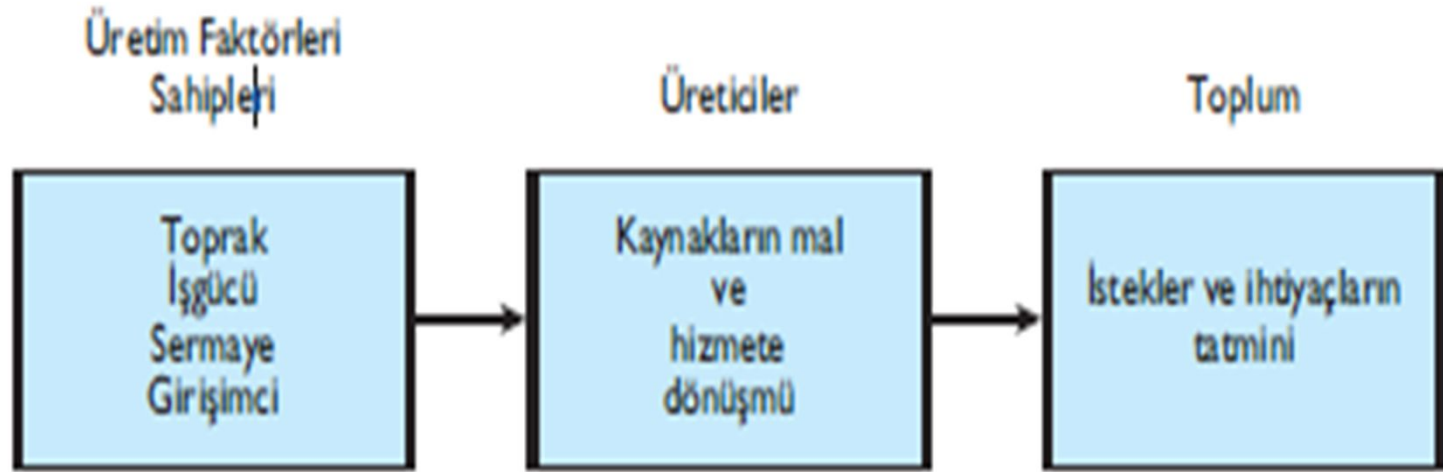 Üretim Faktörleri
Sahipleri
Üreticiler
Toplum
Toprak
İşgücü
Sermaye
Girişimci
Kaynakların mal
ve
hizmete
dönüşmü
İstekler ve ihtiyaçların
tatmini